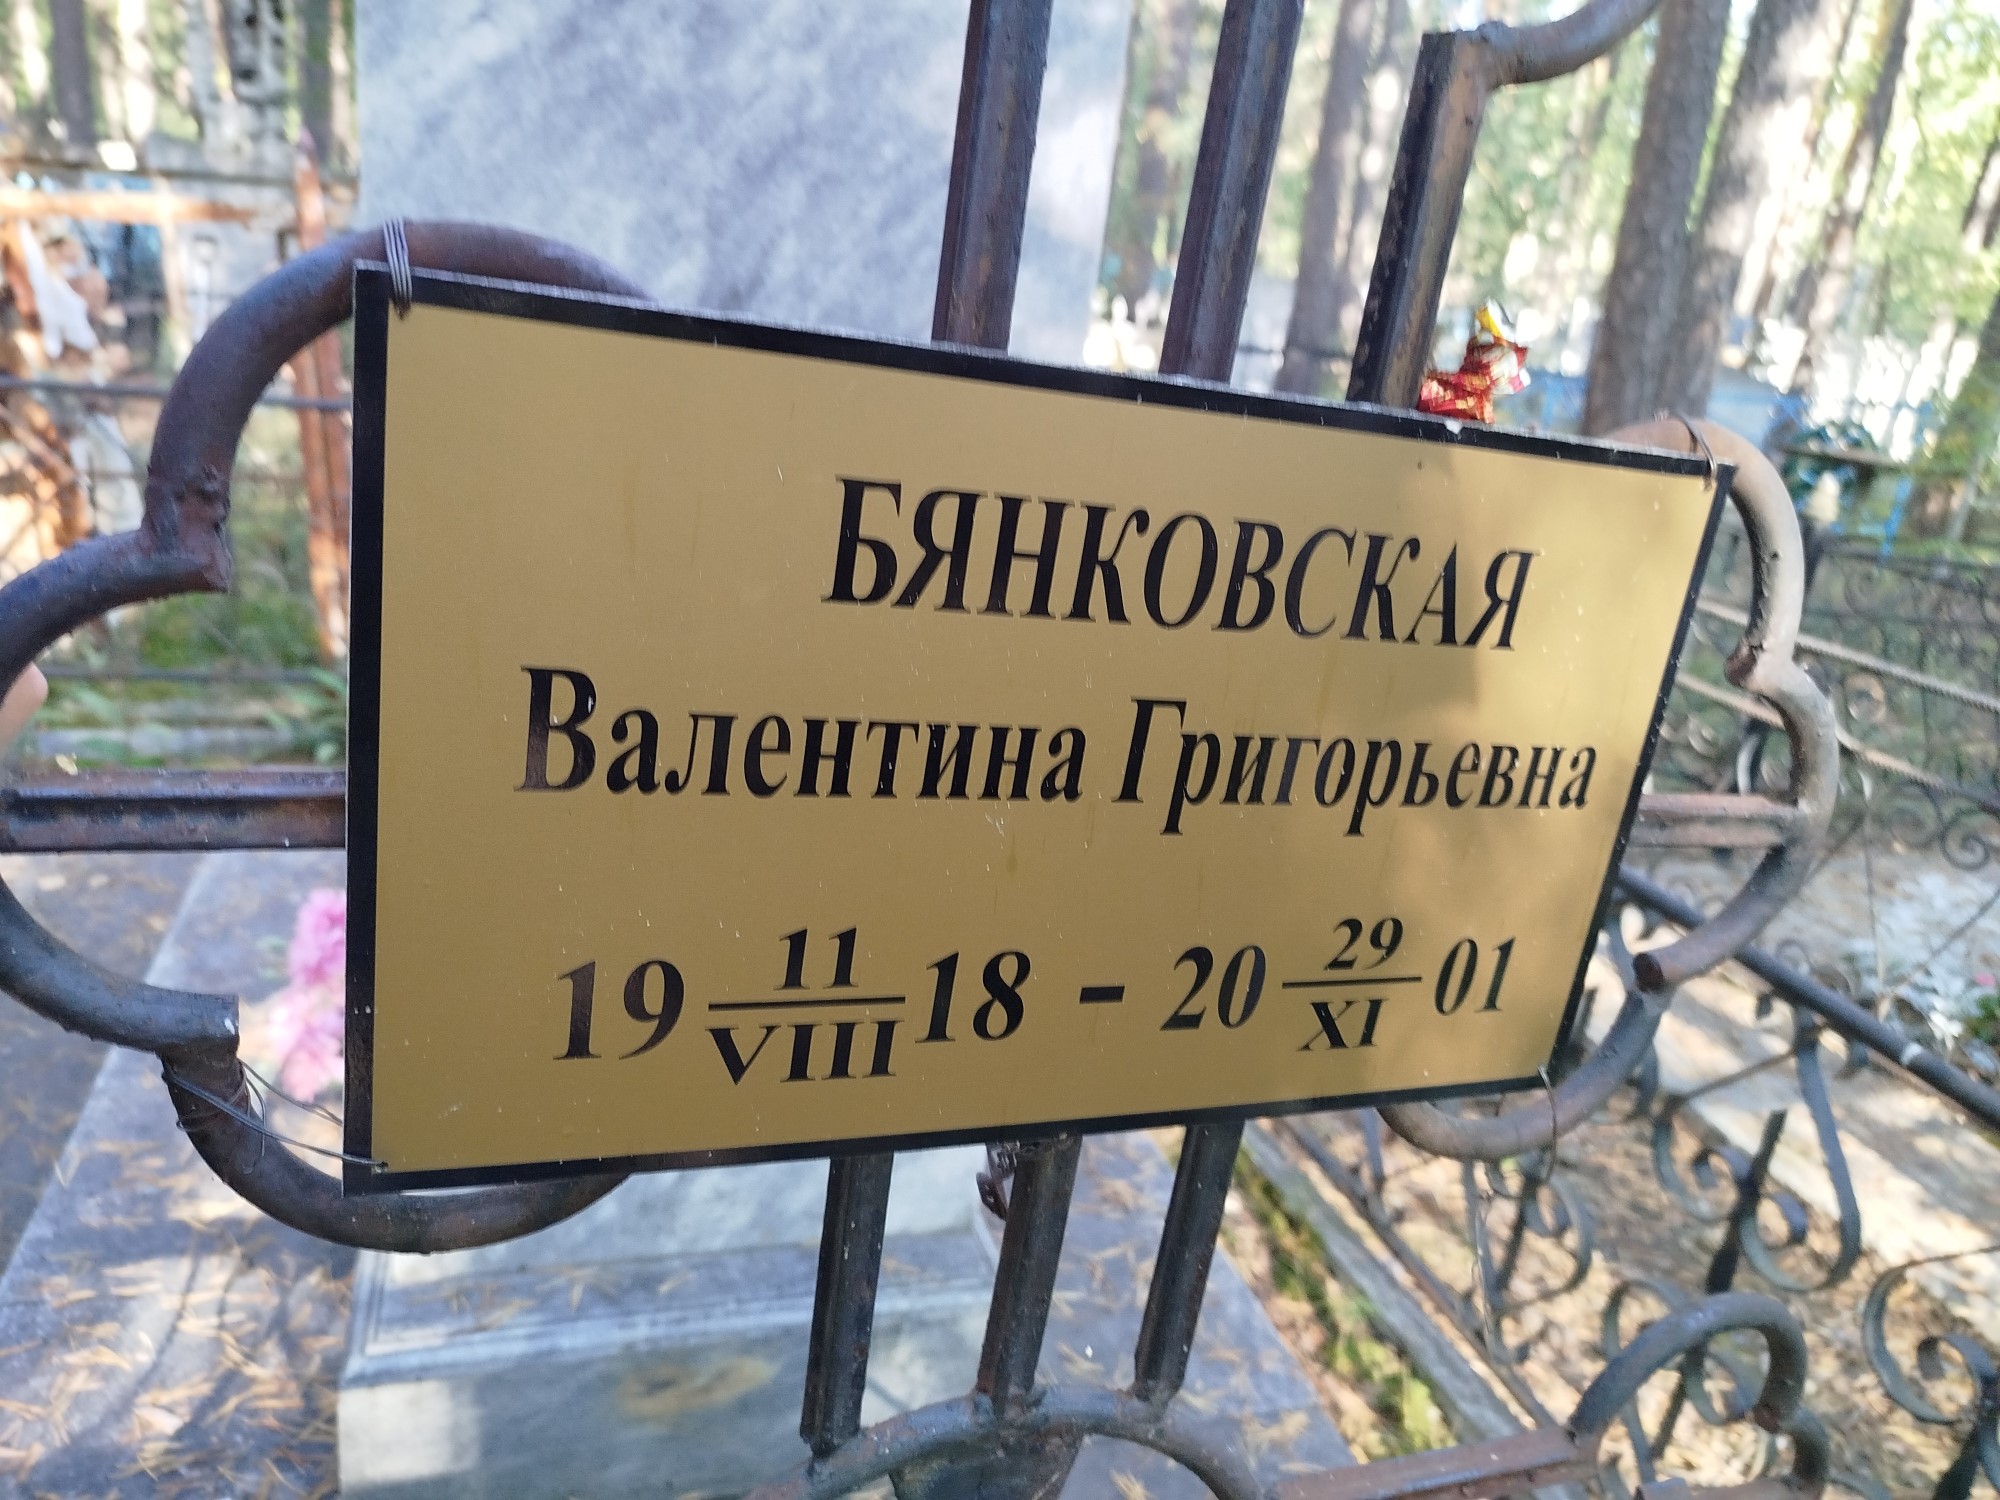 БЯНКОВСКАЯ
Валентина Григорьевна
19 11/VIII 18 - 20 29/XI 01